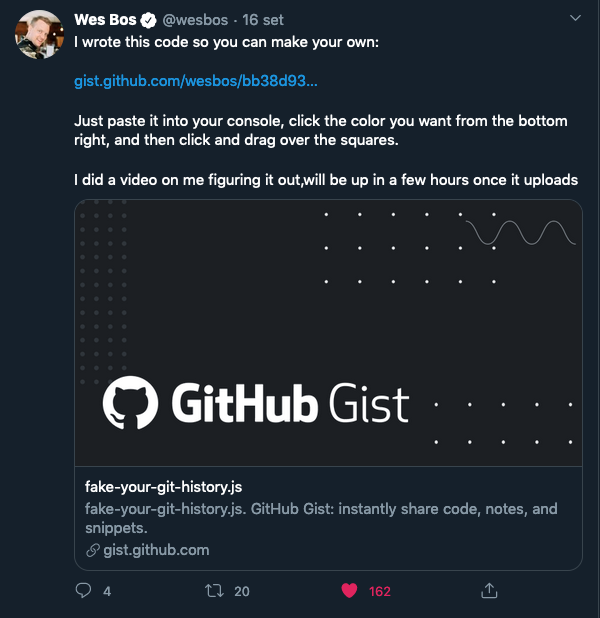 Wes Bos @wesbos · 16 set
I wrote this code so you can make your own:
gist.github.com/wesbos/bb38d93...
Just paste it into your console, click the color you want from the bottom
right, and then click and drag over the squares.
I did a video on me figuring it out,will be up in a few hours once it uploads
GitHub Gist
fake-your-git-history.js
fake-your-git-history.js. GitHub Gist: instantly share code, notes, and
snippets.
gist.github.com
4 20 162